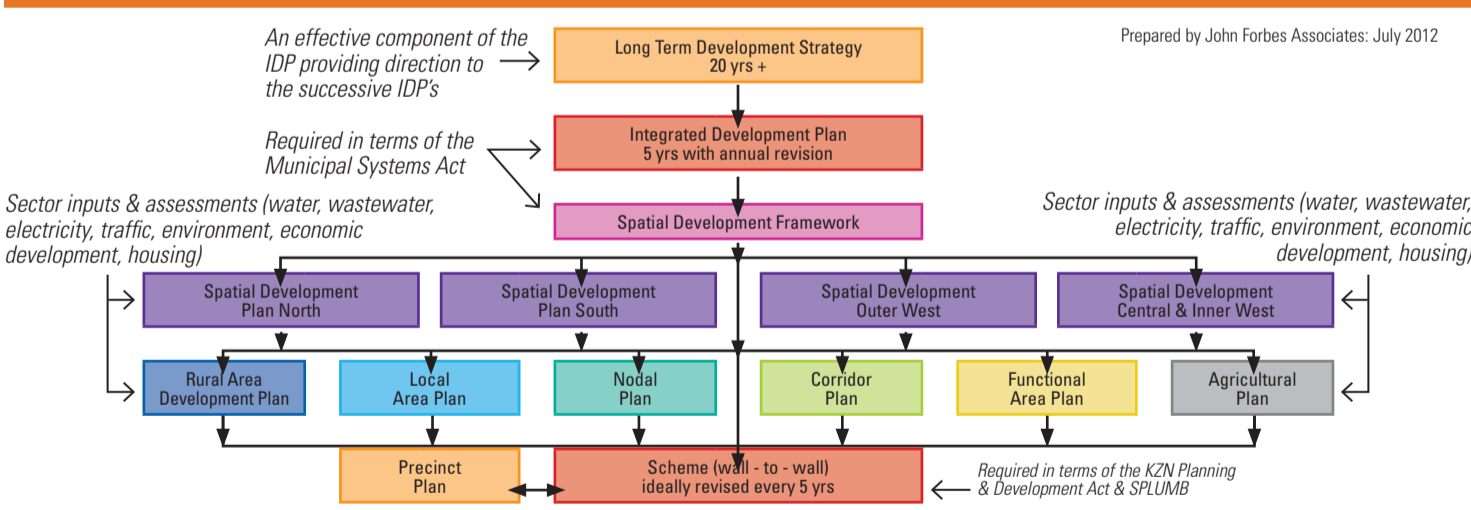 Prepared by John Forbes Associates: July 2012
An effective component of the
IDP providing direction to
the successive IDP's
Long Term Development Strategy
20 yrs +
Required in terms of the
Municipal Systems Act
Integrated Development Plan
5 yrs with annual revision
Spatial Development Framework
Sector inputs & assessments (water, wastewater,
electricity, traffic, environment, economic
development, housing)
Sector inputs & assessments (water, wastewater,
electricity, traffic, environment, economic
development, housing)
Spatial Development
Plan North
Spatial Development
Plan South
Spatial Development
Outer West
Spatial Development
Central & Inner West
Rural Area
Development Plan
Local
Area Plan
Nodal
Plan
Corridor
Plan
Functional
Area Plan
Agricultural
Plan
Precinct
Plan
Scheme (wall - to - wall)
ideally revised every 5 yrs
Required in terms of the KZN Planning
& Development Act & SPLUMB